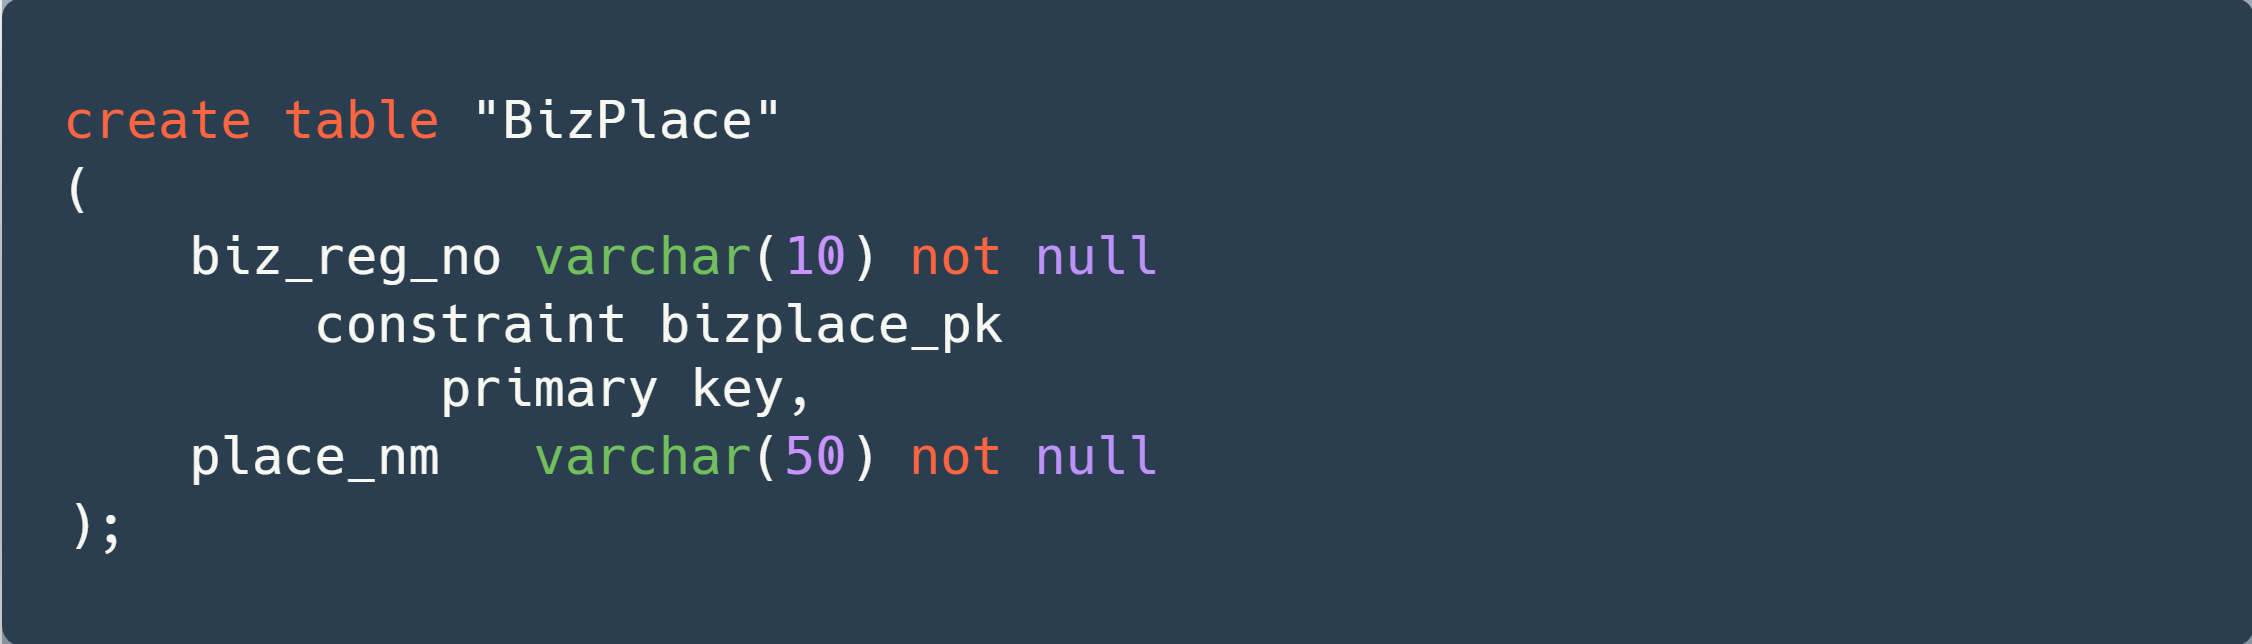 create table "BizPlace"
(
    biz_reg_no varchar(10) not null
        constraint bizplace_pk
            primary key,
    place_nm   varchar(50) not null
);